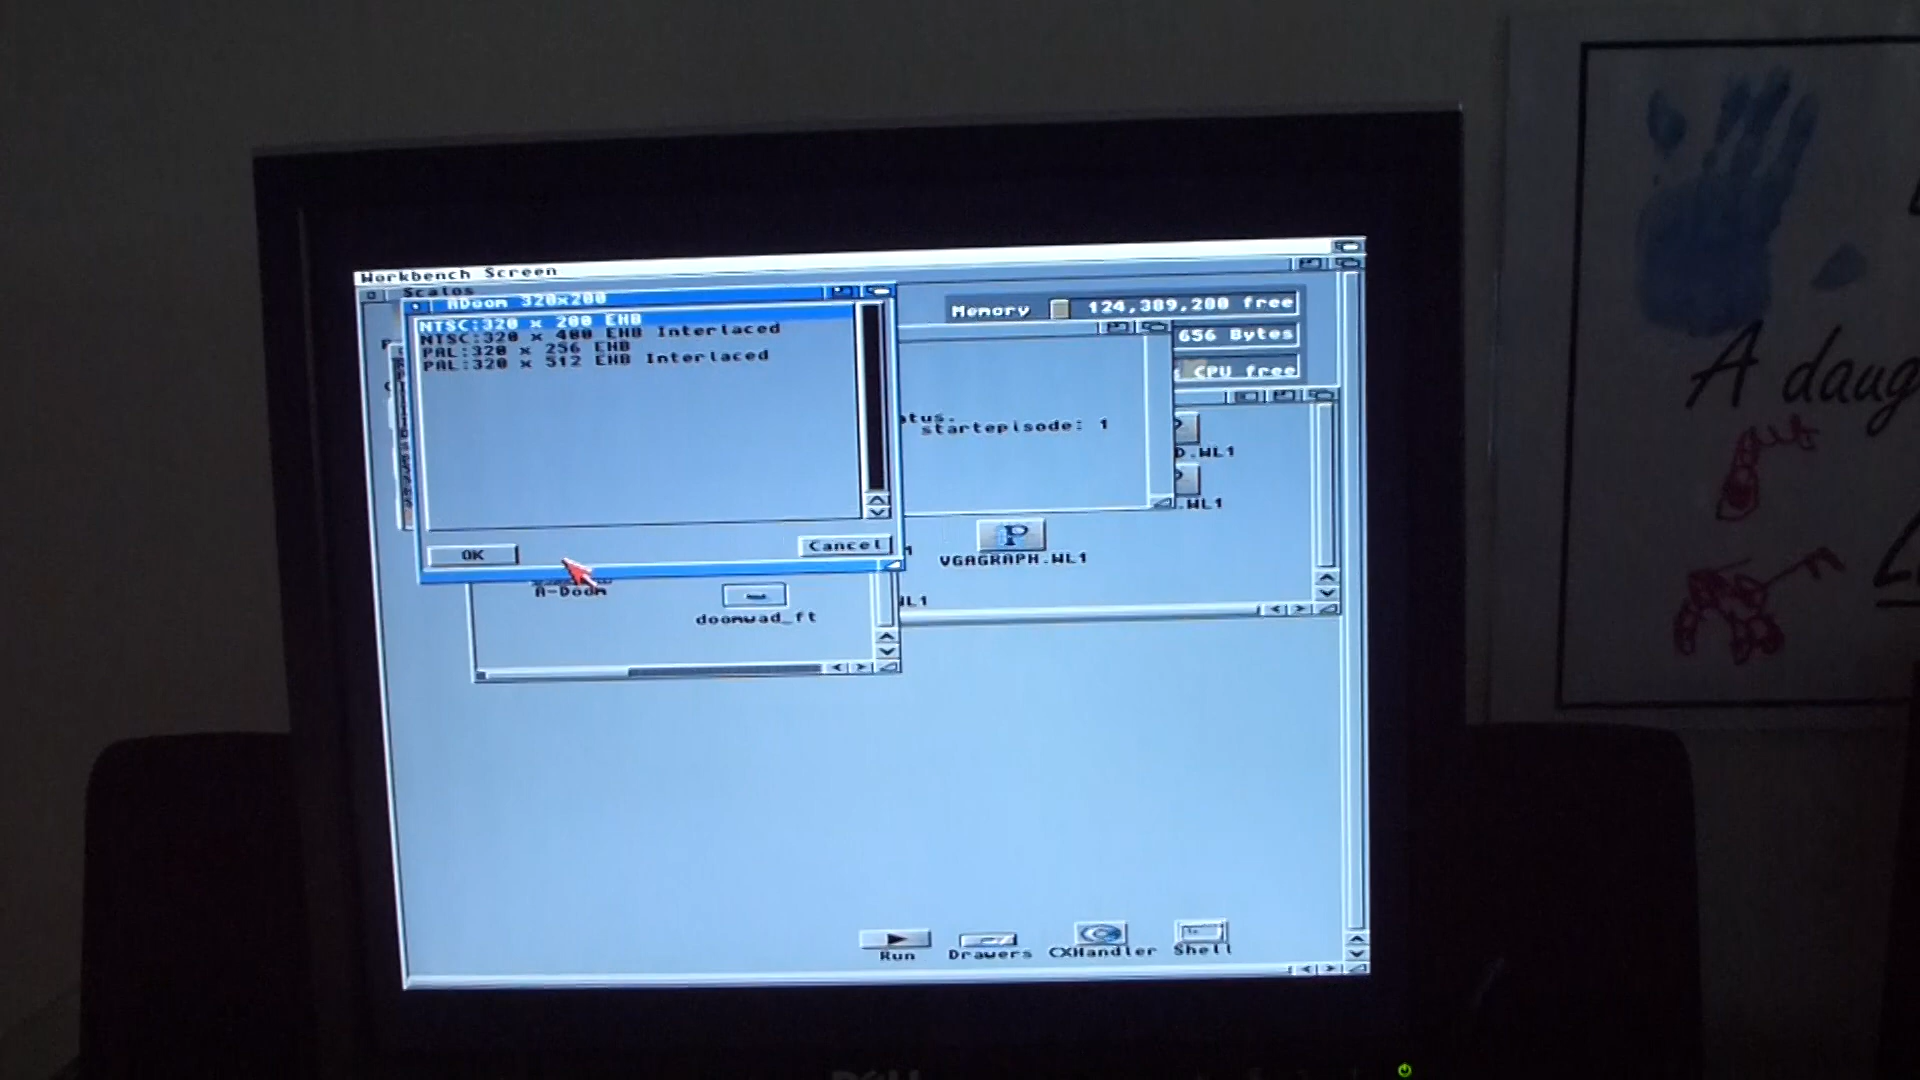 Workbench Screen
Scalos
ADoom 320x200
NTSC:320 x 200 EHB
NTSC:320 x 400 EHB Interlaced
PAL:320 x 256 EHB
PAL:320 x 512 EHB Interlaced
Memory 124,389,200 free
656 Bytes
CPU free
atus.
startepisode: 1
D.WL1
.WL1
OK
Cancel
VGAGRAPH.WL1
A-Doom
WL1
doomwad_ft
Run
Drawers
CXHandler
Shell
A daug